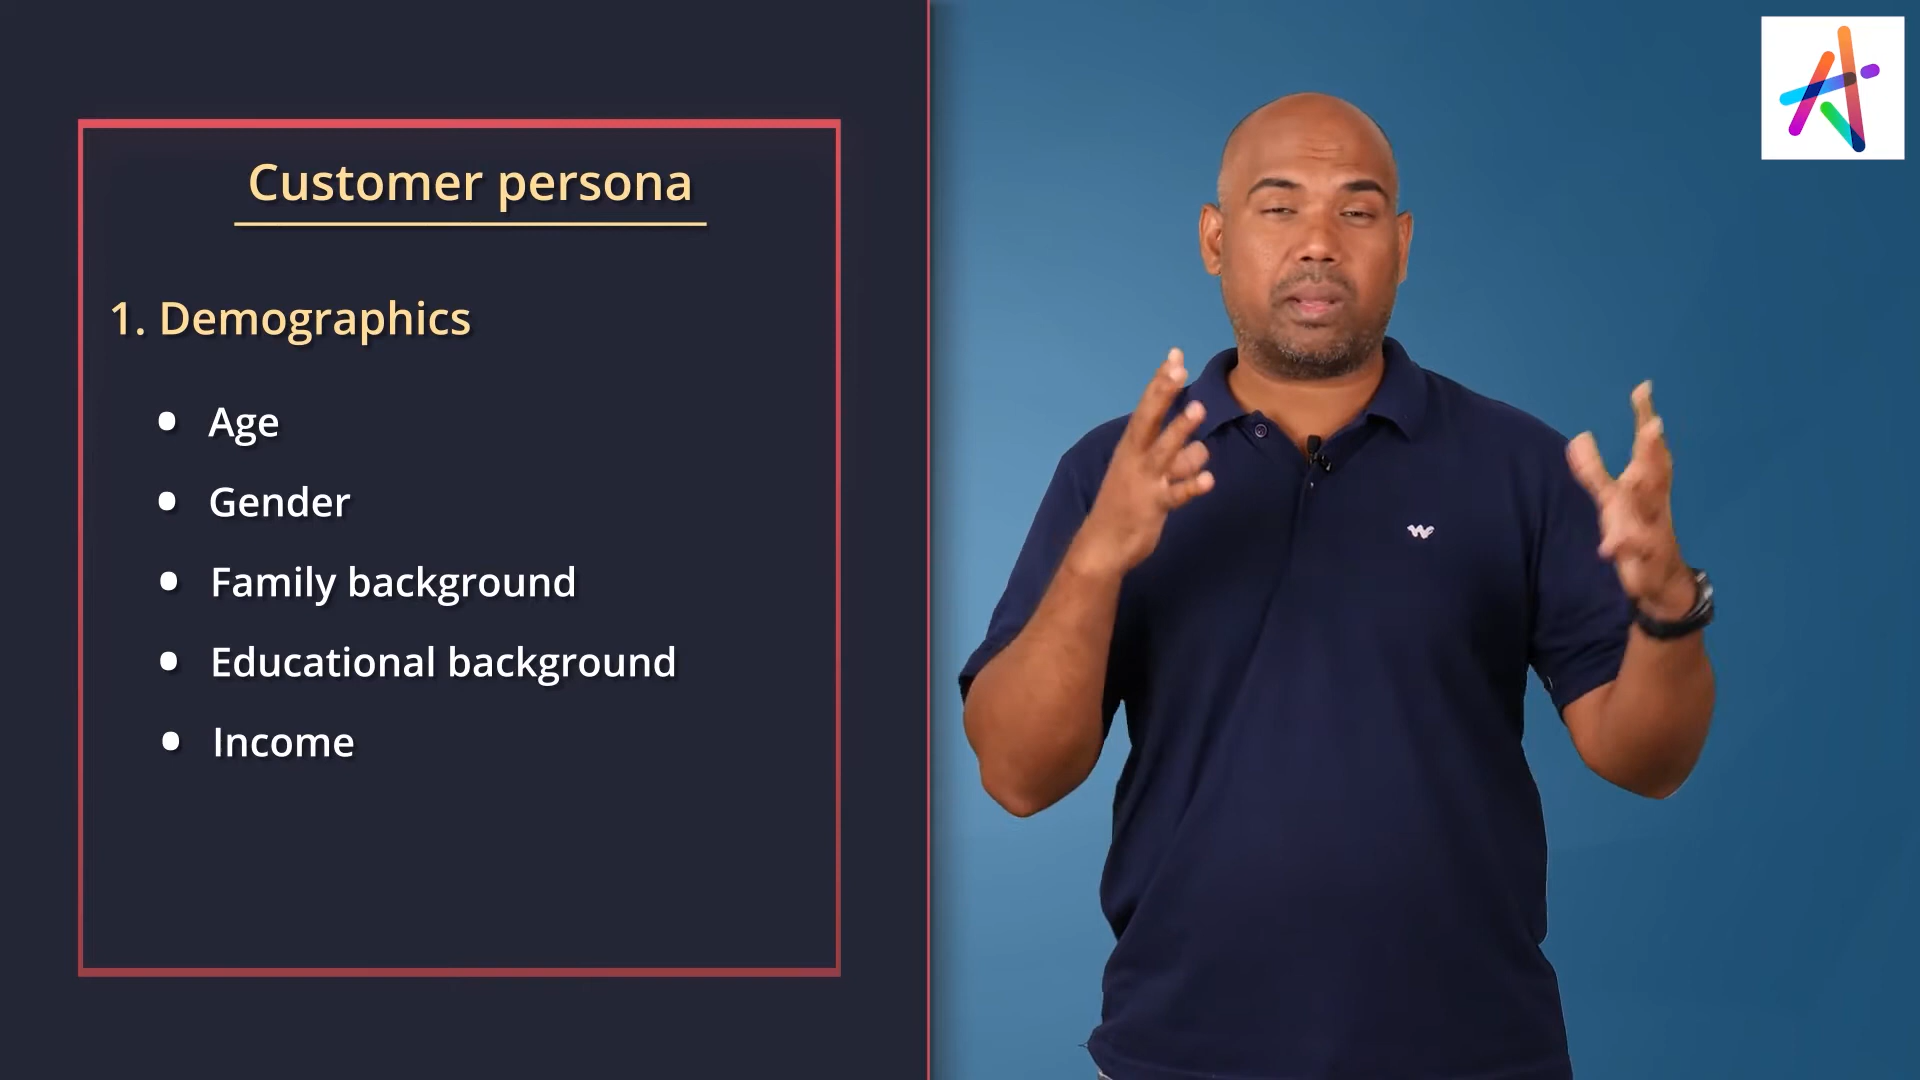 Customer persona
1. Demographics
• Age
• Gender
• Family background
• Educational background
• Income